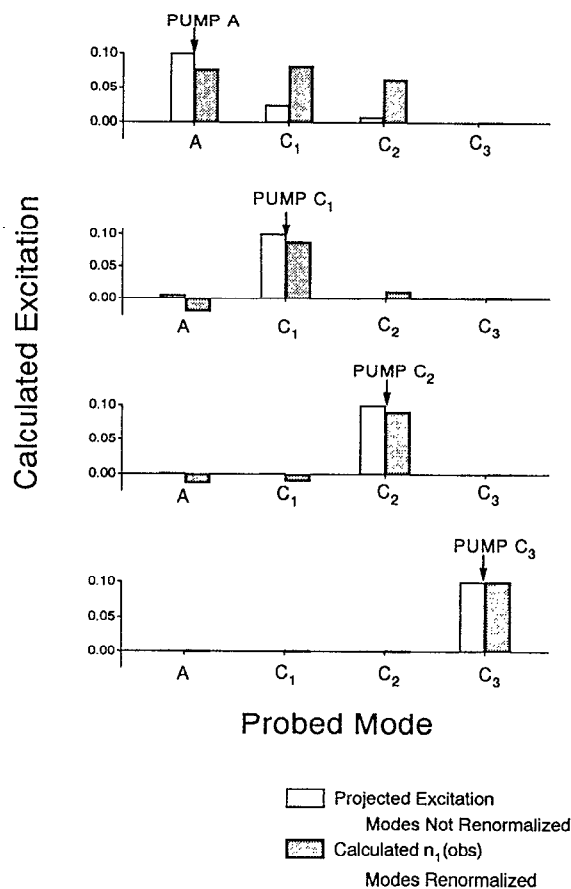 PUMP A
0.10
0.05
0.00
A C₁ C₂ C₃
PUMP C₁
0.10
0.05
0.00
A C₁ C₂ C₃
PUMP C₂
0.10
0.05
0.00
A C₁ C₂ C₃
PUMP C₃
0.10
0.05
0.00
A C₁ C₂ C₃
Calculated Excitation
Probed Mode
Projected Excitation
Modes Not Renormalized
Calculated n₁(obs)
Modes Renormalized